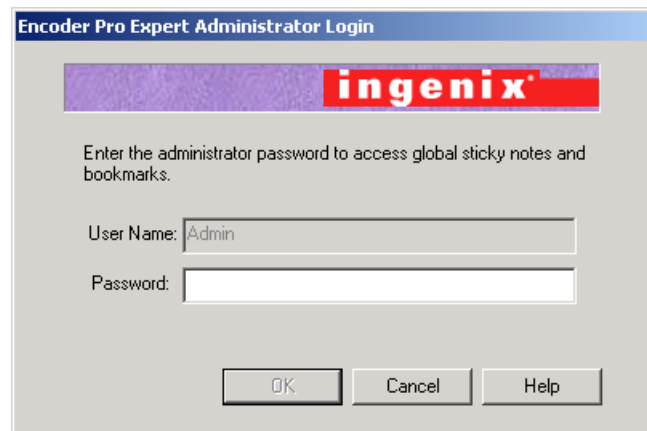 Encoder Pro Expert Administrator Login
ingenix®
Enter the administrator password to access global sticky notes and
bookmarks.
User Name: Admin
Password:
OK Cancel Help